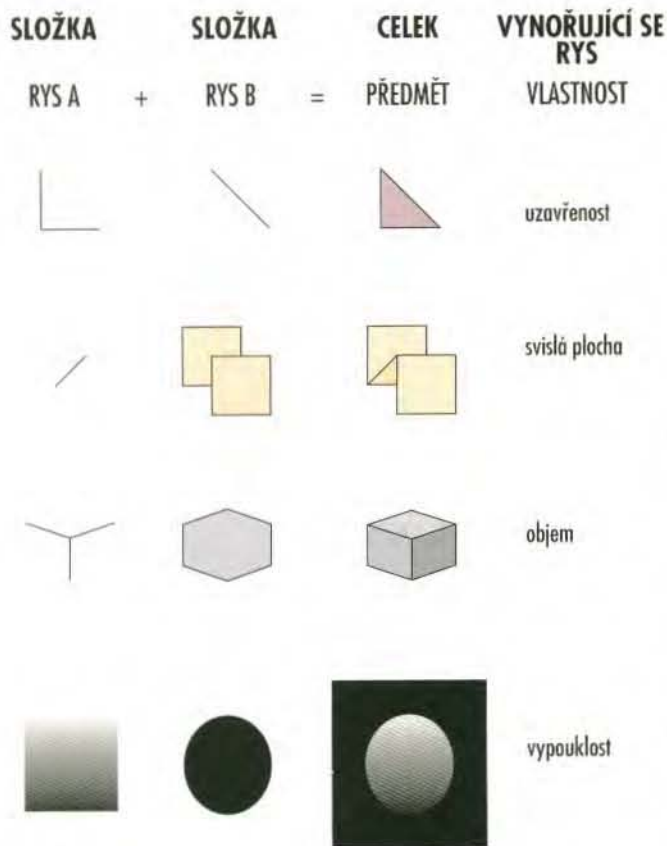 SLOŽKA SLOŽKA CELEK VYNOŘUJÍCÍ SE
RYS
RYS A + RYS B = PŘEDMĚT VLASTNOST
uzavřenost
svislá plocha
objem
vypouklost